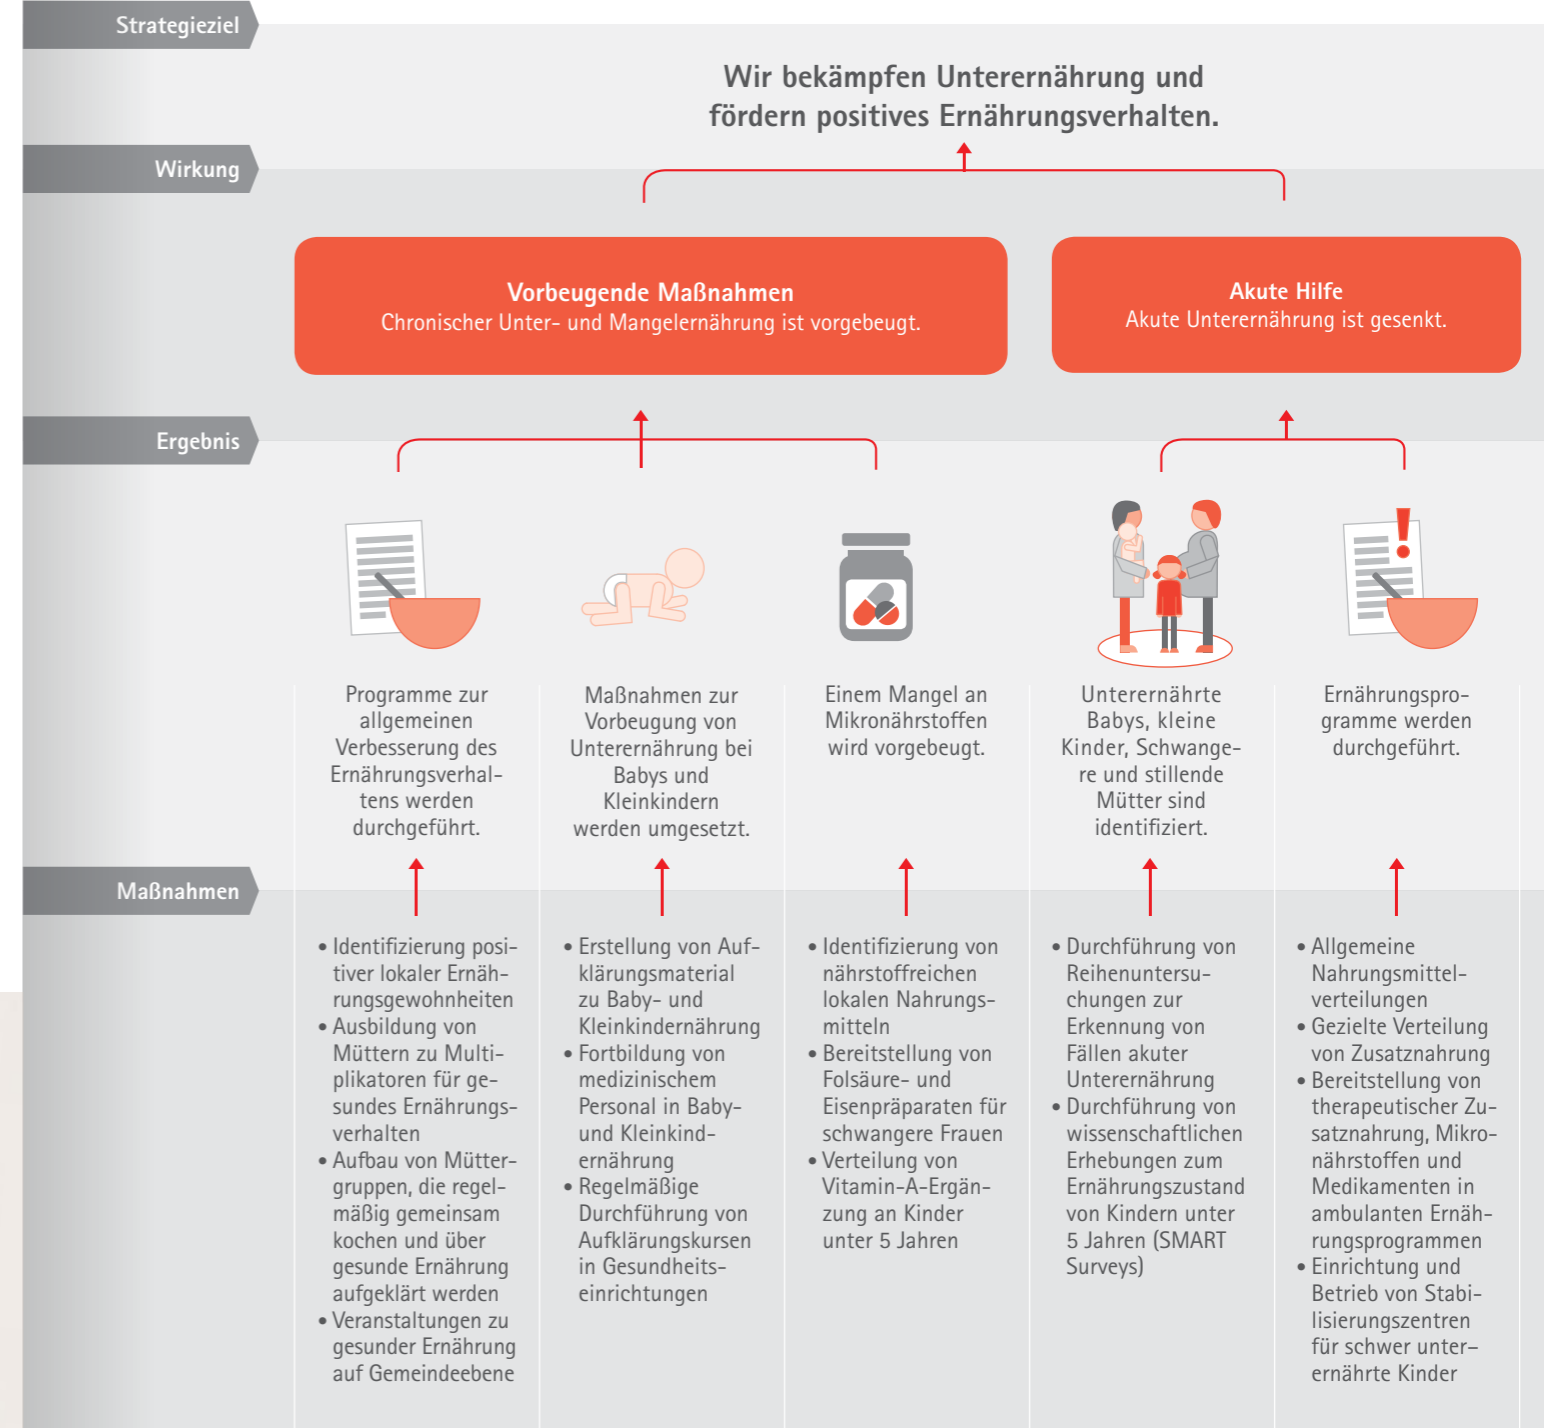 Strategieziel
Wir bekämpfen Unterernährung und
fördern positives Ernährungsverhalten.
Wirkung
Vorbeugende Maßnahmen
Chronischer Unter- und Mangelernährung ist vorgebeugt.
Akute Hilfe
Akute Unterernährung ist gesenkt.
Ergebnis
Programme zur
allgemeinen
Verbesserung des
Ernährungsverhal-
tens werden
durchgeführt.
Maßnahmen zur
Vorbeugung von
Unterernährung bei
Babys und
Kleinkindern
werden umgesetzt.
Einem Mangel an
Mikronährstoffen
wird vorgebeugt.
Unterernährte
Babys, kleine
Kinder, Schwange-
re und stillende
Mütter sind
identifiziert.
Ernährungspro-
gramme werden
durchgeführt.
Maßnahmen
• Identifizierung posi-
tiver lokaler Ernäh-
rungsgewohnheiten
• Ausbildung von
Müttern zu Multi-
plikatoren für ge-
sundes Ernährungs-
verhalten
• Aufbau von Mütter-
gruppen, die regel-
mäßig gemeinsam
kochen und über
gesunde Ernährung
aufgeklärt werden
• Veranstaltungen zu
gesunder Ernährung
auf Gemeindeebene
• Erstellung von Auf-
klärungsmaterial
zu Baby- und
Kleinkindernährung
• Fortbildung von
medizinischem
Personal in Baby-
und Kleinkind-
ernährung
• Regelmäßige
Durchführung von
Aufklärungskursen
in Gesundheits-
einrichtungen
• Identifizierung von
nährstoffreichen
lokalen Nahrungs-
mitteln
• Bereitstellung von
Folsäure- und
Eisenpräparaten für
schwangere Frauen
• Verteilung von
Vitamin-A-Ergän-
zung an Kinder
unter 5 Jahren
• Durchführung von
Reihenuntersu-
chungen zur
Erkennung von
Fällen akuter
Unterernährung
• Durchführung von
wissenschaftlichen
Erhebungen zum
Ernährungszustand
von Kindern unter
5 Jahren (SMART
Surveys)
• Allgemeine
Nahrungsmittel-
verteilungen
• Gezielte Verteilung
von Zusatznahrung
• Bereitstellung von
therapeutischer Zu-
satznahrung, Mikro-
nährstoffen und
Medikamenten in
ambulanten Ernäh-
rungsprogrammen
• Einrichtung und
Betrieb von Stabi-
lisierungszentren
für schwer unter-
ernährte Kinder